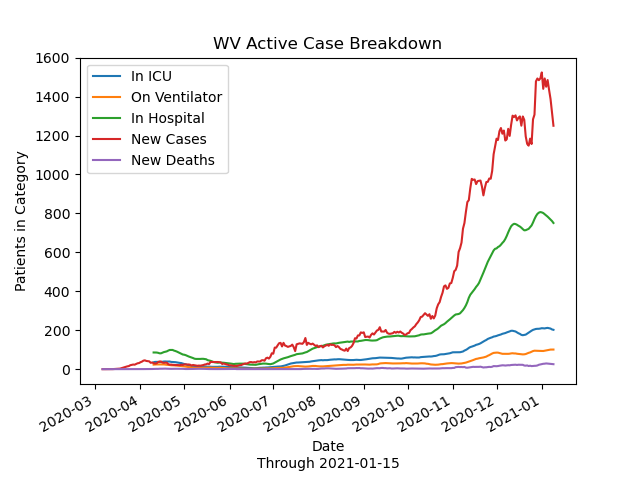 WV Active Case Breakdown
1600
1400
1200
1000
800
600
400
200
0
Patients in Category
In ICU
On Ventilator
In Hospital
New Cases
New Deaths
2020-03
2020-04
2020-05
2020-06
2020-07
2020-08
2020-09
2020-10
2020-11
2020-12
2021-01
Date
Through 2021-01-15